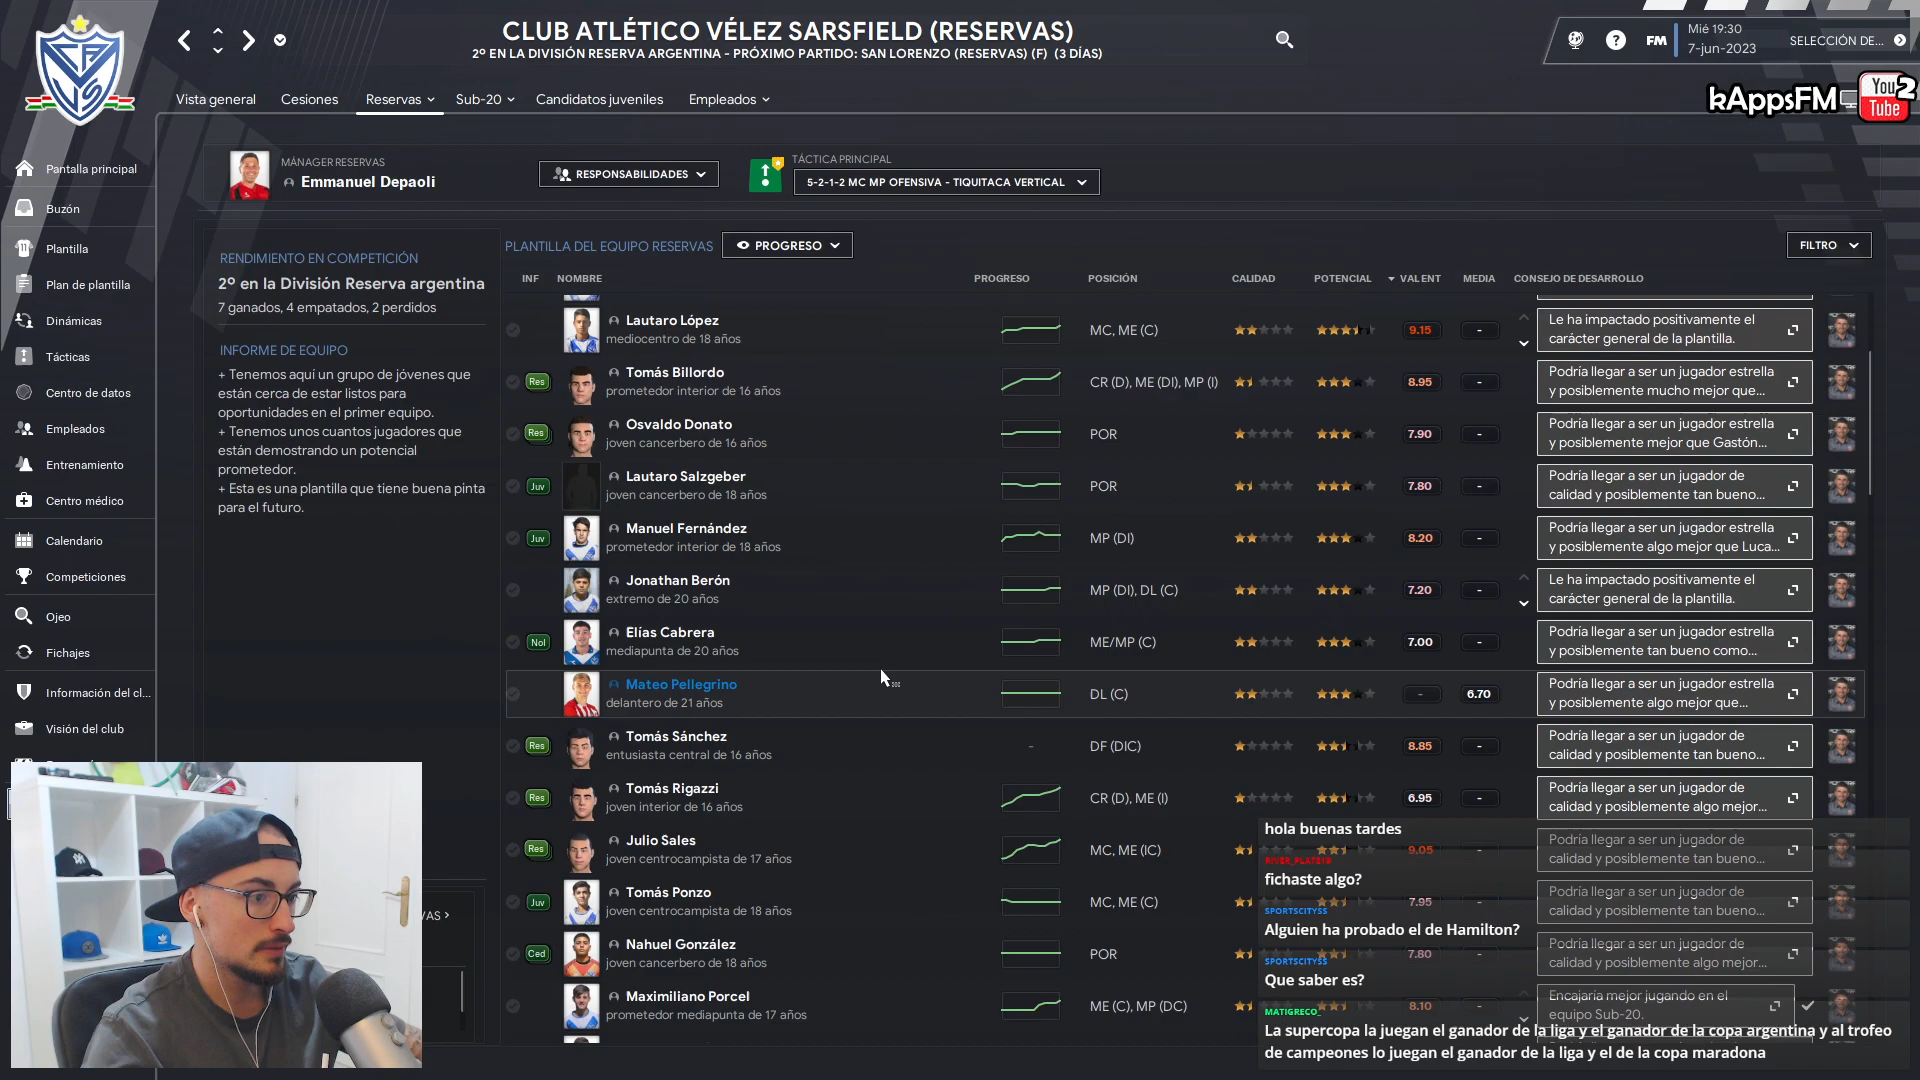 CLUB ATLÉTICO VÉLEZ SARSFIELD (RESERVAS)
2º EN LA DIVISIÓN RESERVA ARGENTINA - PRÓXIMO PARTIDO: SAN LORENZO (RESERVAS) (F) (3 DÍAS)
FM
Mié 19:30
7-jun-2023
SELECCIÓN DE...
Vista general
Cesiones
Reservas
Sub-20
Candidatos juveniles
Empleados
kAppsFM
You 2
Tube
Pantalla principal
Buzón
Plantilla
Plan de plantilla
Dinámicas
Tácticas
Centro de datos
Empleados
Entrenamiento
Centro médico
Calendario
Competiciones
Ojeo
Fichajes
Información del cl...
Visión del club
MÁNAGER RESERVAS
Emmanuel Depaoli
RESPONSABILIDADES
TÁCTICA PRINCIPAL
5-2-1-2 MC MP OFENSIVA - TIQUITACA VERTICAL
RENDIMIENTO EN COMPETICIÓN
2º en la División Reserva argentina
7 ganados, 4 empatados, 2 perdidos
INFORME DE EQUIPO
+ Tenemos aquí un grupo de jóvenes que
están cerca de estar listos para
oportunidades en el primer equipo.
+ Tenemos unos cuantos jugadores que
están demostrando un potencial
prometedor.
+ Esta es una plantilla que tiene buena pinta
para el futuro.
VAS
PLANTILLA DEL EQUIPO RESERVAS
PROGRESO
FILTRO
INF NOMBRE PROGRESO POSICIÓN CALIDAD POTENCIAL VAL ENT MEDIA CONSEJO DE DESARROLLO
Lautaro López
mediocentro de 18 años
MC, ME (C)
9.15
-
Le ha impactado positivamente el
carácter general de la plantilla.
Res
Tomás Billordo
prometedor interior de 16 años
CR (D), ME (DI), MP (I)
8.95
-
Podría llegar a ser un jugador estrella
y posiblemente mucho mejor que...
Res
Osvaldo Donato
joven cancerbero de 16 años
POR
7.90
-
Podría llegar a ser un jugador estrella
y posiblemente mejor que Gastón...
Juv
Lautaro Salzgeber
joven cancerbero de 18 años
POR
7.80
-
Podría llegar a ser un jugador de
calidad y posiblemente tan bueno...
Juv
Manuel Fernández
prometedor interior de 18 años
MP (DI)
8.20
-
Podría llegar a ser un jugador estrella
y posiblemente algo mejor que Luca...
Jonathan Berón
extremo de 20 años
MP (DI), DL (C)
7.20
-
Le ha impactado positivamente el
carácter general de la plantilla.
Nol
Elías Cabrera
mediapunta de 20 años
ME/MP (C)
7.00
-
Podría llegar a ser un jugador estrella
y posiblemente tan bueno como...
Mateo Pellegrino
delantero de 21 años
DL (C)
-
6.70
Podría llegar a ser un jugador estrella
y posiblemente algo mejor que...
Res
Tomás Sánchez
entusiasta central de 16 años
-
DF (DIC)
8.85
-
Podría llegar a ser un jugador de
calidad y posiblemente tan bueno...
Res
Tomás Rigazzi
joven interior de 16 años
CR (D), ME (I)
6.95
-
Podría llegar a ser un jugador de
calidad y posiblemente algo mejor...
Res
Julio Sales
joven centrocampista de 17 años
MC, ME (IC)
9.05
-
Podría llegar a ser un jugador de
calidad y posiblemente tan bueno...
Juv
Tomás Ponzo
joven centrocampista de 18 años
MC, ME (C)
7.95
-
Podría llegar a ser un jugador de
calidad y posiblemente tan bueno...
Ced
Nahuel González
joven cancerbero de 18 años
POR
7.80
-
Podría llegar a ser un jugador de
calidad y posiblemente algo mejor...
Maximiliano Porcel
prometedor mediapunta de 17 años
ME (C), MP (DC)
8.10
-
Encajaría mejor jugando en el
equipo Sub-20.
hola buenas tardes
fichaste algo?
SPORTSCITYSS
Alguien ha probado el de Hamilton?
SPORTSCITYSS
Que saber es?
MATIGRECO_
La supercopa la juegan el ganador de la liga y el ganador de la copa argentina y al trofeo
de campeones lo juegan el ganador de la liga y el de la copa maradona